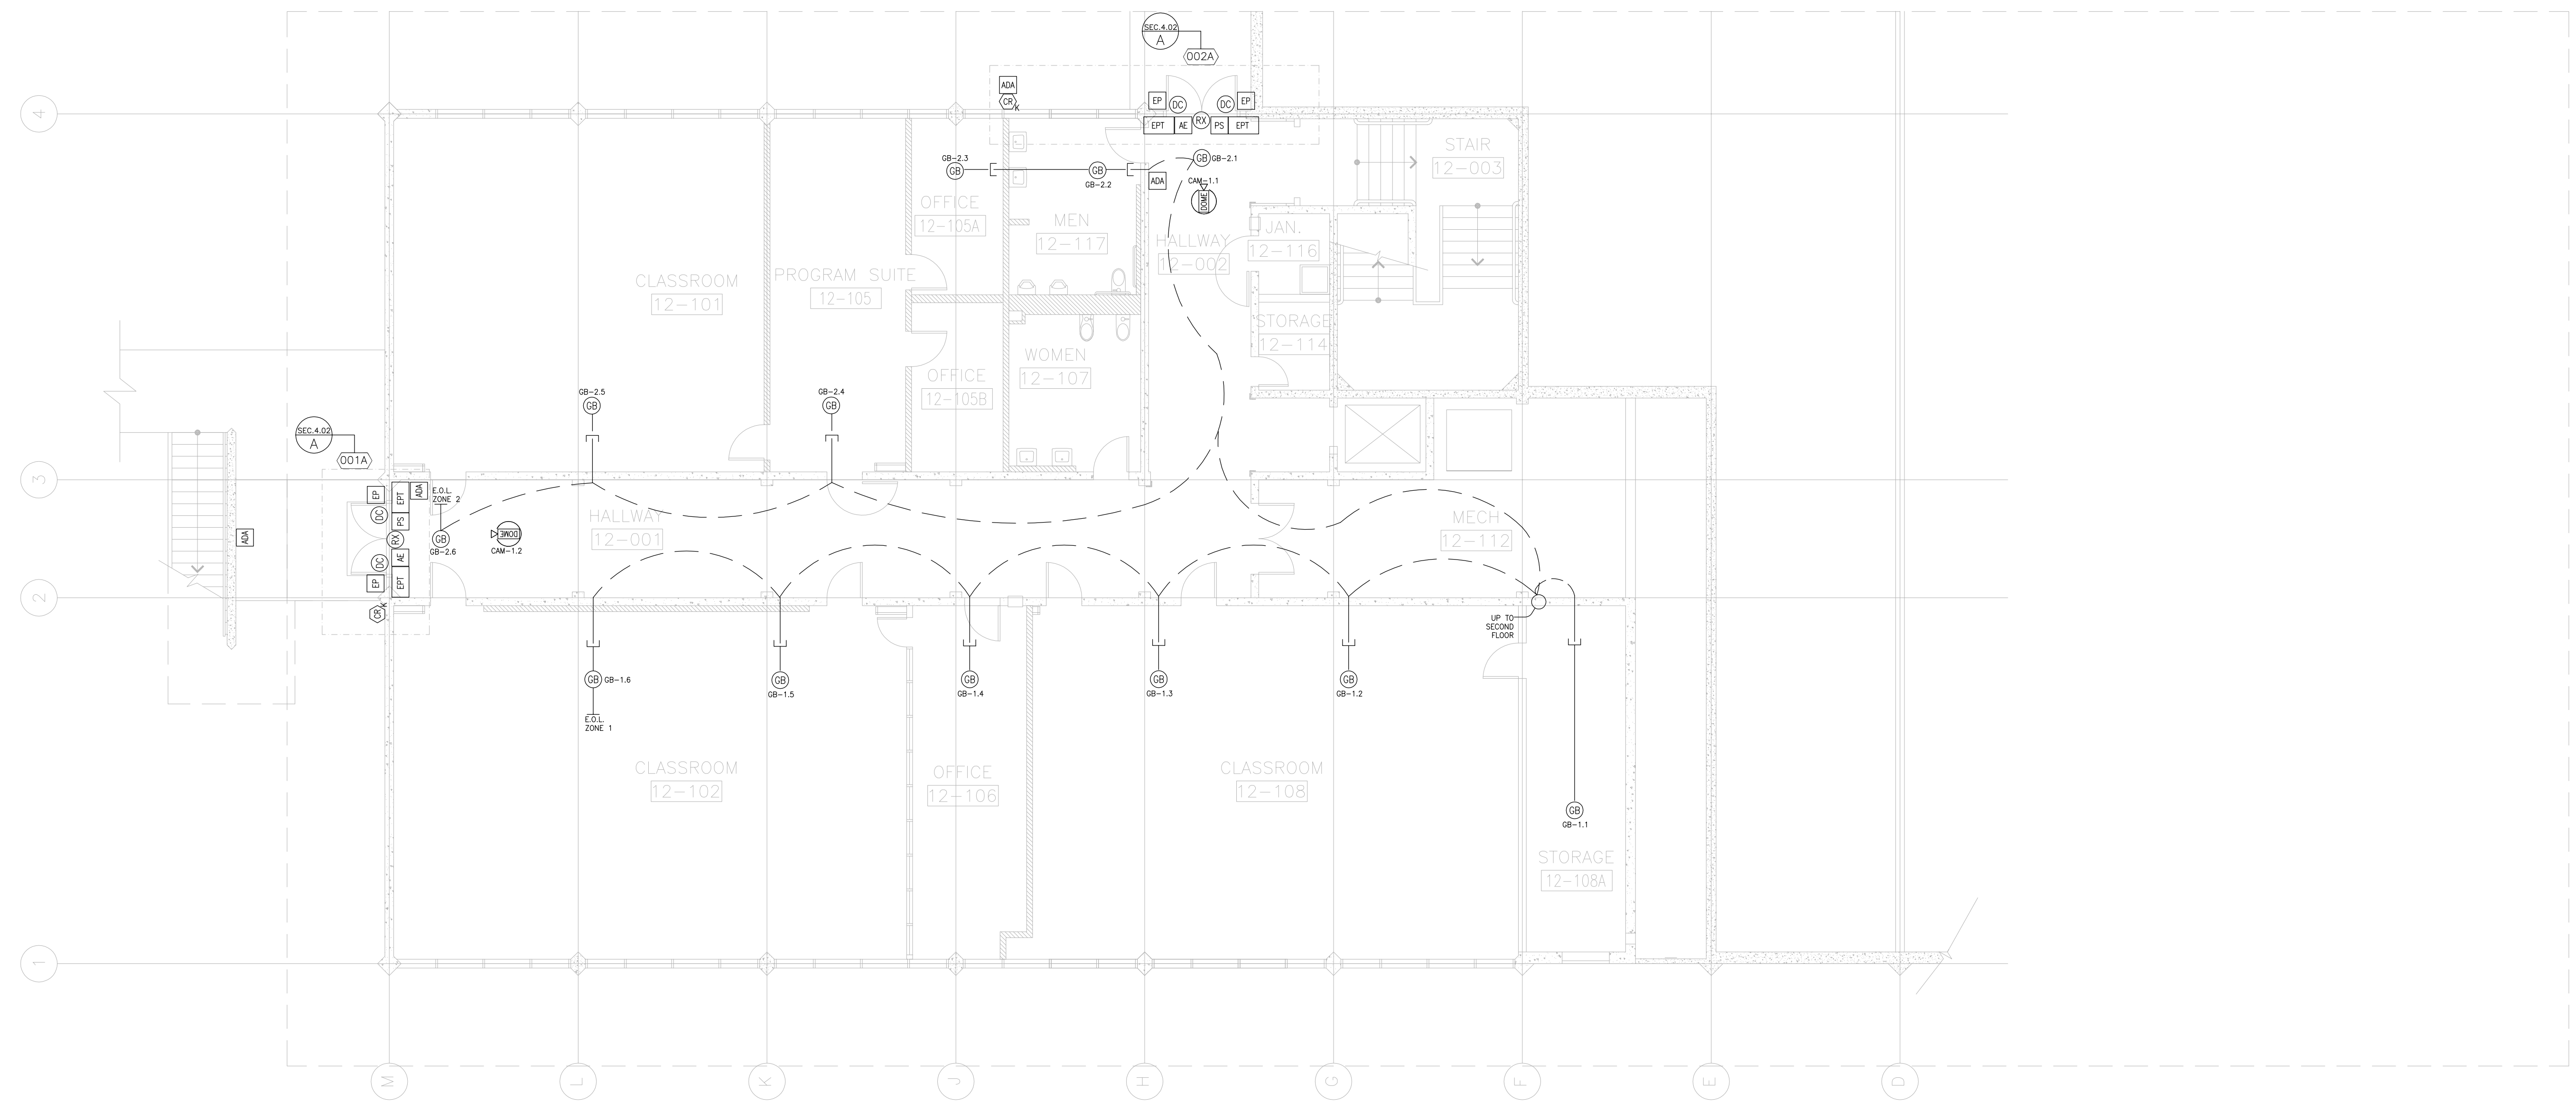 SEC.4.02
A
002A
ADA
CR
K
EP
DC
DC
EP
EPT
AE
RX
PS
EPT
4
STAIR
12-003
GB-2.3
GB
GB
GB-2.2
GB
GB-2.1
ADA
CAM-1.1
DOME
OFFICE
12-105A
MEN
12-117
HALLWAY
12-002
JAN.
12-116
CLASSROOM
12-101
PROGRAM SUITE
12-105
STORAGE
12-114
WOMEN
12-107
OFFICE
12-105B
GB-2.5
GB
GB-2.4
GB
SEC.4.02
A
001A
3
EP
EPT
ADA
E.O.L.
ZONE 2
DC
PS
RX
GB
GB-2.6
DOME
CAM-1.2
HALLWAY
12-001
MECH
12-112
ADA
DC
AE
EP
EPT
CR
K
2
UP TO
SECOND
FLOOR
GB
GB-1.6
GB
GB-1.5
GB
GB-1.4
GB
GB-1.3
GB
GB-1.2
E.O.L.
ZONE 1
CLASSROOM
12-102
OFFICE
12-106
CLASSROOM
12-108
GB
GB-1.1
STORAGE
12-108A
1
M
L
K
J
H
G
F
E
D